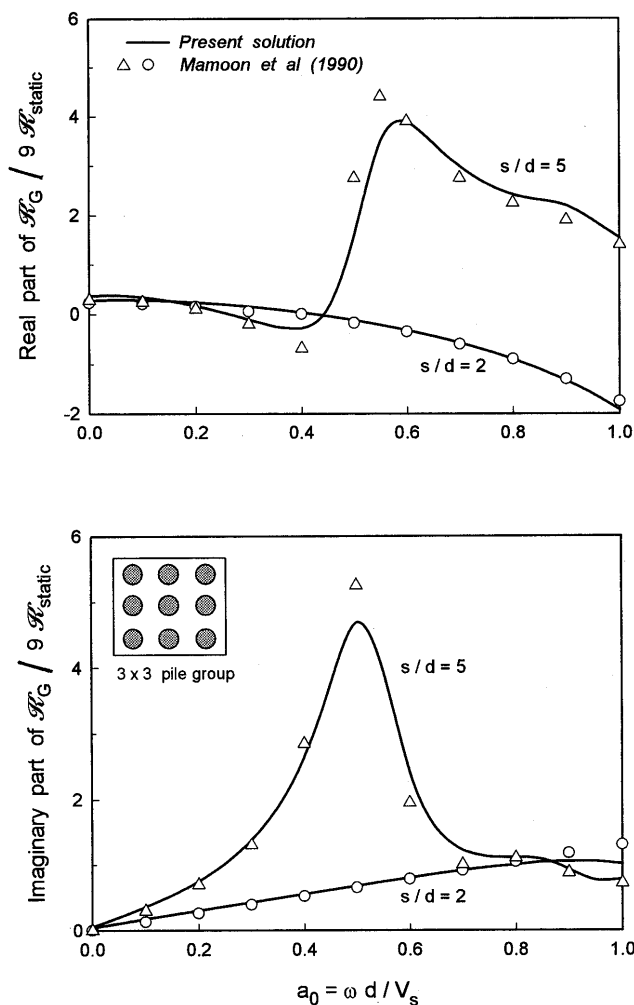 Real part of 𝒦G / 9 𝒦static
6
4
2
0
-2
Present solution
Mamoon et al (1990)
s / d = 5
s / d = 2
0.0 0.2 0.4 0.6 0.8 1.0
Imaginary part of 𝒦G / 9 𝒦static
6
4
2
0
3 x 3 pile group
s / d = 5
s / d = 2
0.0 0.2 0.4 0.6 0.8 1.0
a0 = ω d / Vs